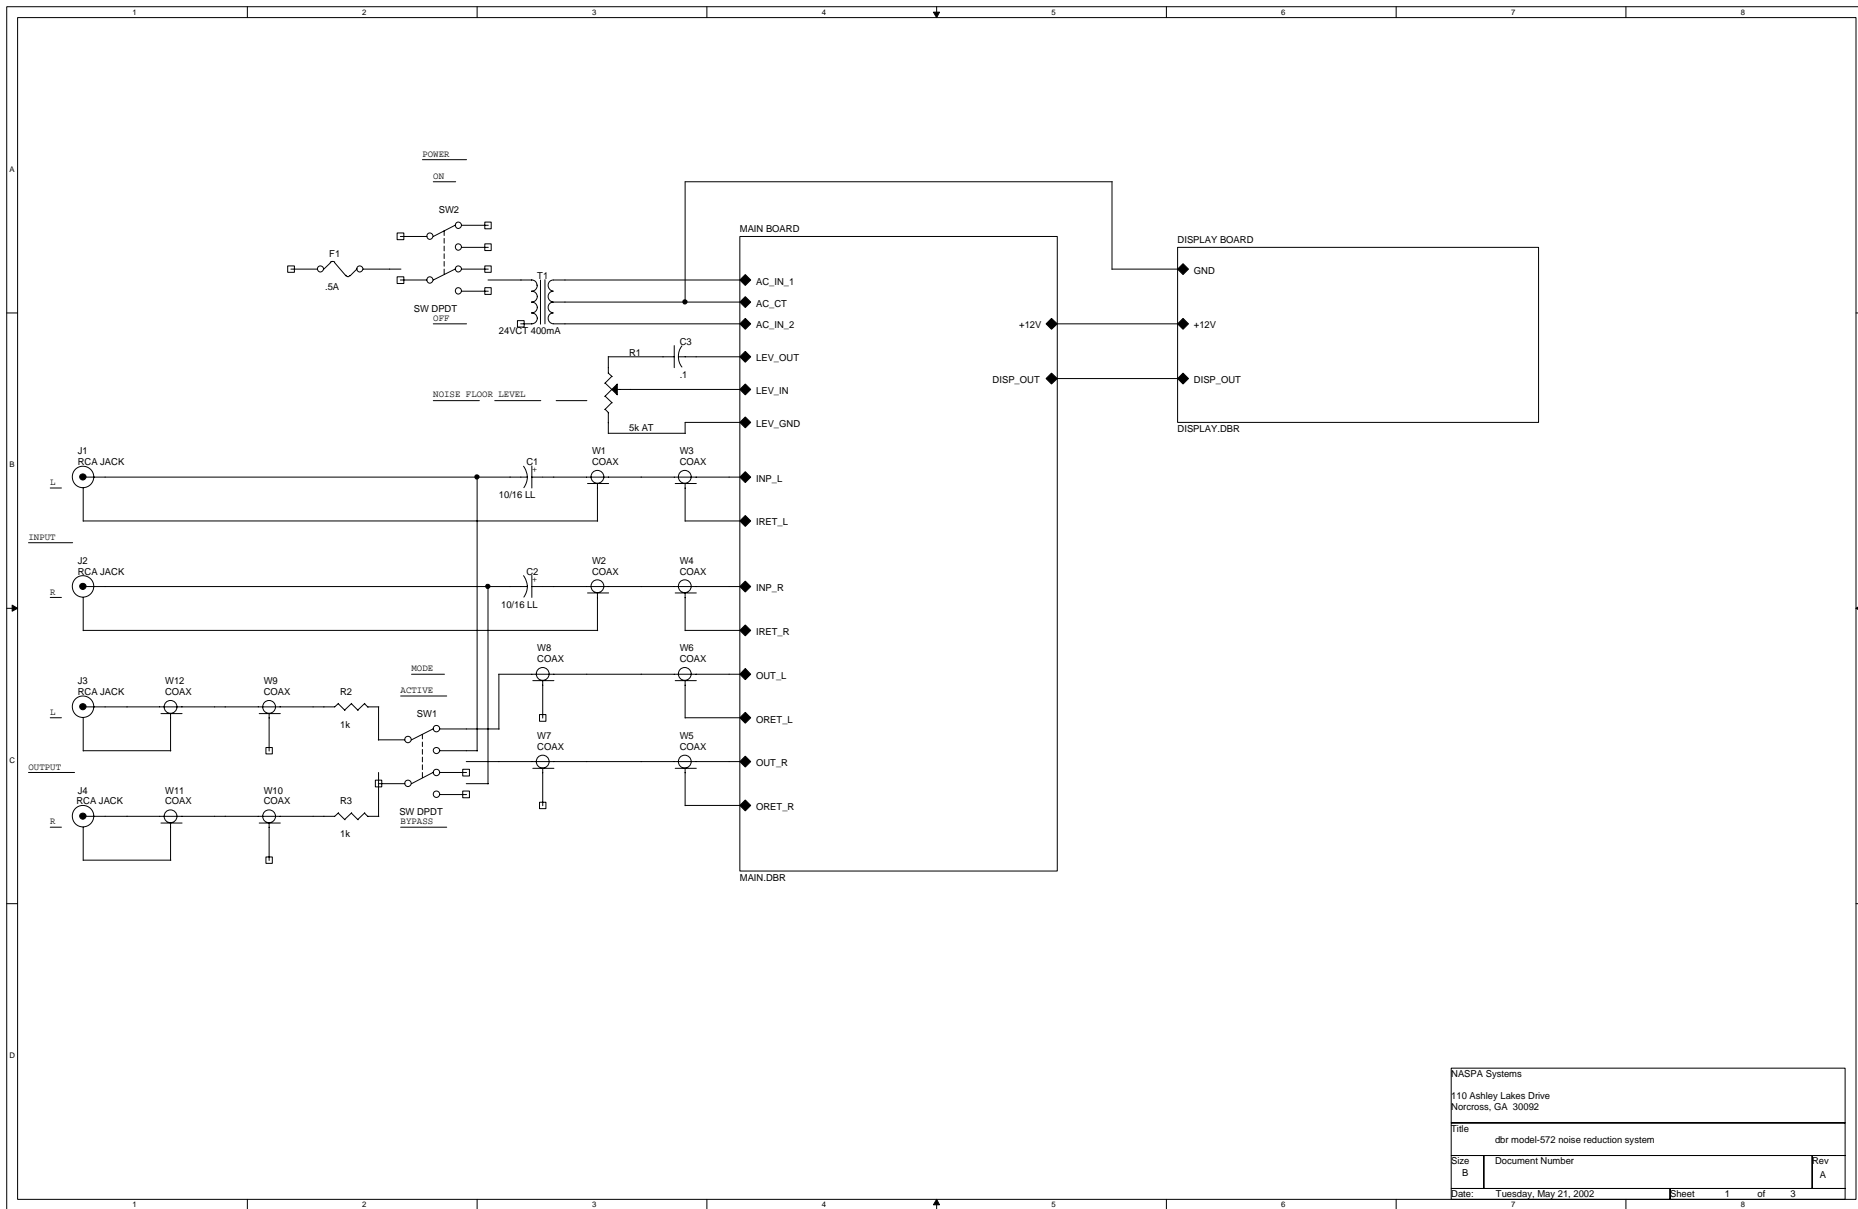 1 2 3 4 5 6 7 8
A
POWER
ON
SW2
MAIN BOARD
DISPLAY BOARD
F1
.5A
GND
T1
AC_IN_1
AC_CT
SW DPDT
OFF
24VCT 400mA
AC_IN_2
+12V
+12V
C3
R1
.1
LEV_OUT
LEV_IN
DISP_OUT
DISP_OUT
NOISE FLOOR LEVEL
5k AT
LEV_GND
DISPLAY.DBR
J1
RCA JACK
L
C1
+
10/16 LL
W1
COAX
W3
COAX
INP_L
B
IRET_L
INPUT
J2
RCA JACK
R
C2
+
10/16 LL
W2
COAX
W4
COAX
INP_R
IRET_R
MODE
ACTIVE
W8
COAX
W6
COAX
OUT_L
J3
RCA JACK
L
W12
COAX
W9
COAX
R2
1k
SW1
ORET_L
W7
COAX
W5
COAX
OUT_R
C
OUTPUT
J4
RCA JACK
R
W11
COAX
W10
COAX
R3
1k
SW DPDT
BYPASS
ORET_R
MAIN.DBR
D
NASPA Systems
110 Ashley Lakes Drive
Norcross, GA 30092
Title
dbr model-572 noise reduction system
Size
B
Document Number
Rev
A
Date: Tuesday, May 21, 2002 Sheet 1 of 3
1 2 3 4 5 6 7 8